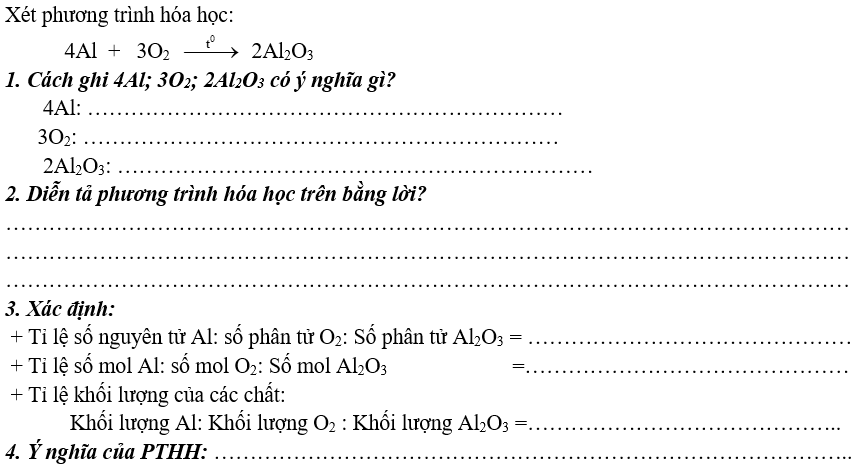 Xét phương trình hóa học:
4Al + 3O₂ ⟶(t⁰) 2Al₂O₃
1. Cách ghi 4Al; 3O₂; 2Al₂O₃ có ý nghĩa gì?
4Al: …………………………………………………………
3O₂: …………………………………………………………
2Al₂O₃: …………………………………………………………
2. Diễn tả phương trình hóa học trên bằng lời?
………………………………………………………………………………………………………
………………………………………………………………………………………………………
………………………………………………………………………………………………………
3. Xác định:
+ Tỉ lệ số nguyên tử Al: số phân tử O₂: Số phân tử Al₂O₃ = ………………………………………
+ Tỉ lệ số mol Al: số mol O₂: Số mol Al₂O₃ =………………………………………
+ Tỉ lệ khối lượng của các chất:
Khối lượng Al: Khối lượng O₂ : Khối lượng Al₂O₃ =……………………………………..
4. Ý nghĩa của PTHH: ……………………………………………………………………………..